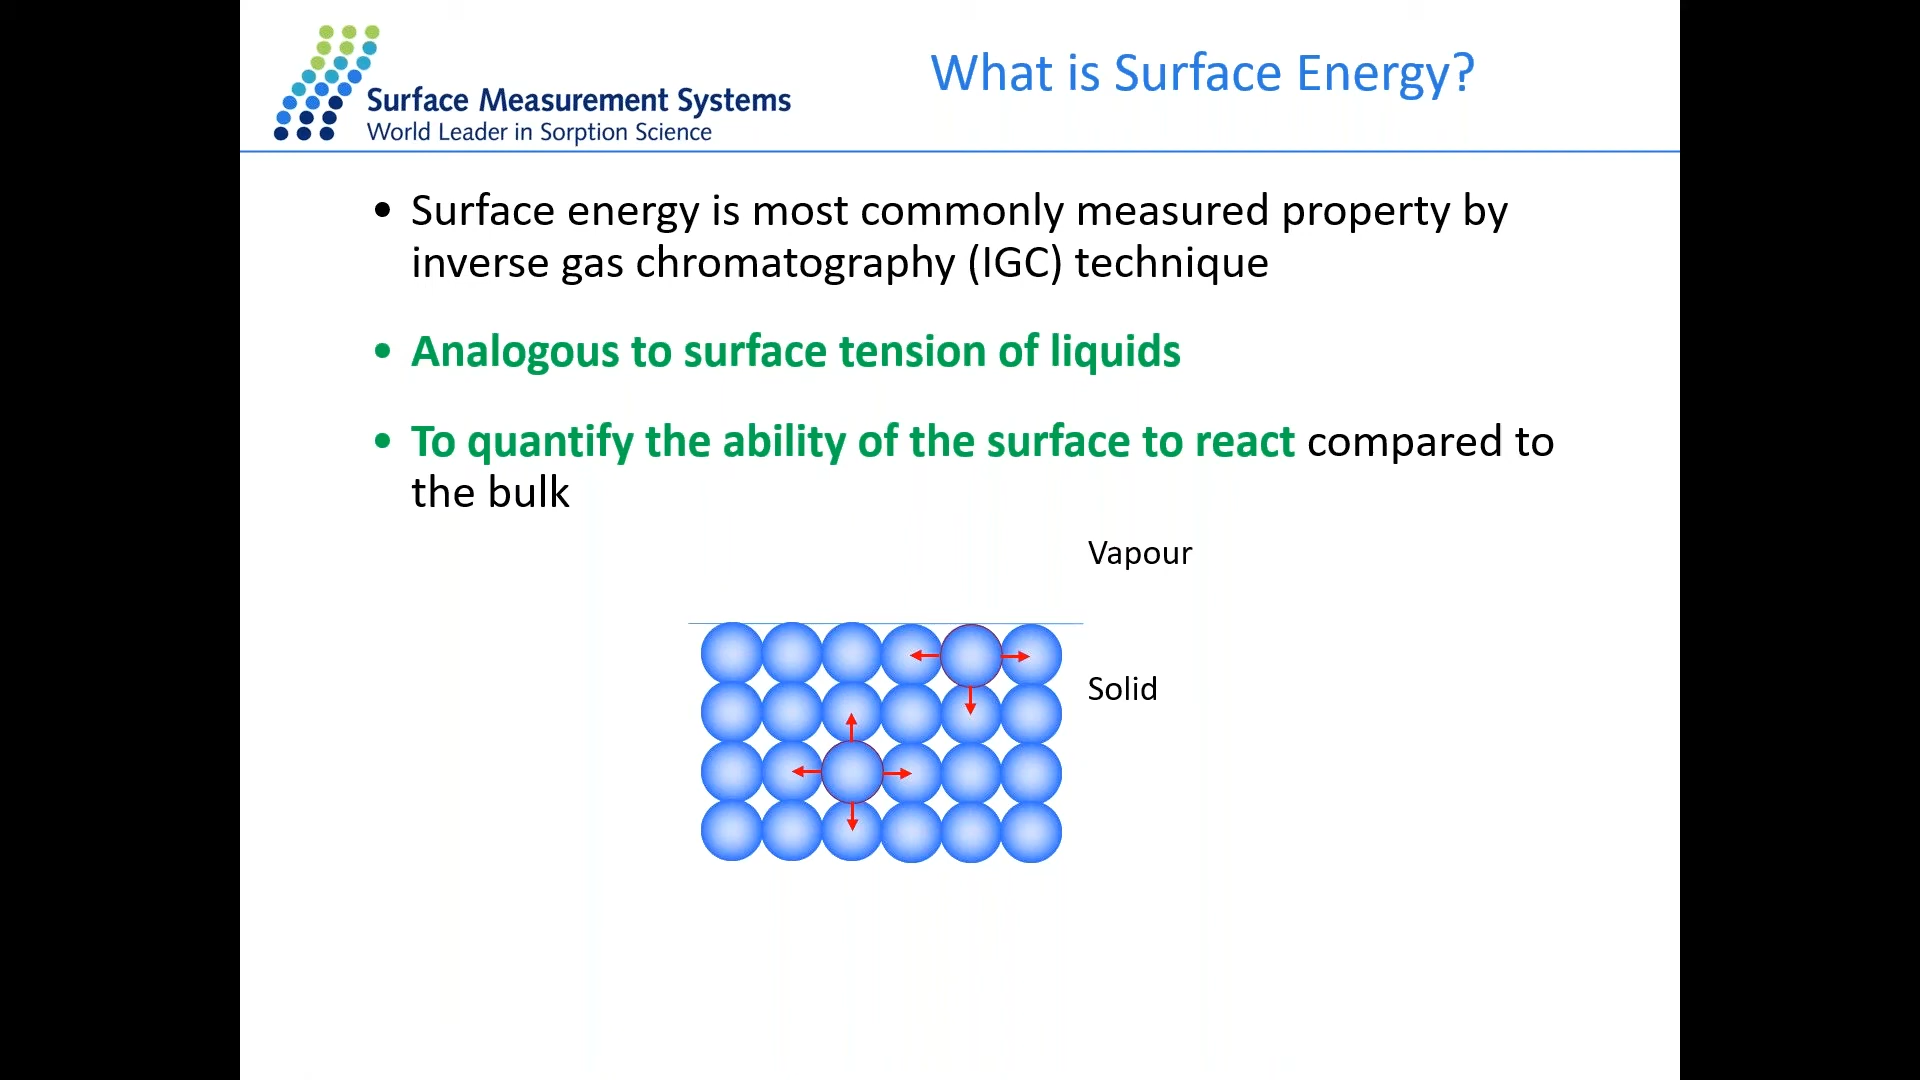 Surface Measurement Systems
World Leader in Sorption Science
What is Surface Energy?
• Surface energy is most commonly measured property by
inverse gas chromatography (IGC) technique
• Analogous to surface tension of liquids
• To quantify the ability of the surface to react compared to
the bulk
Vapour
Solid